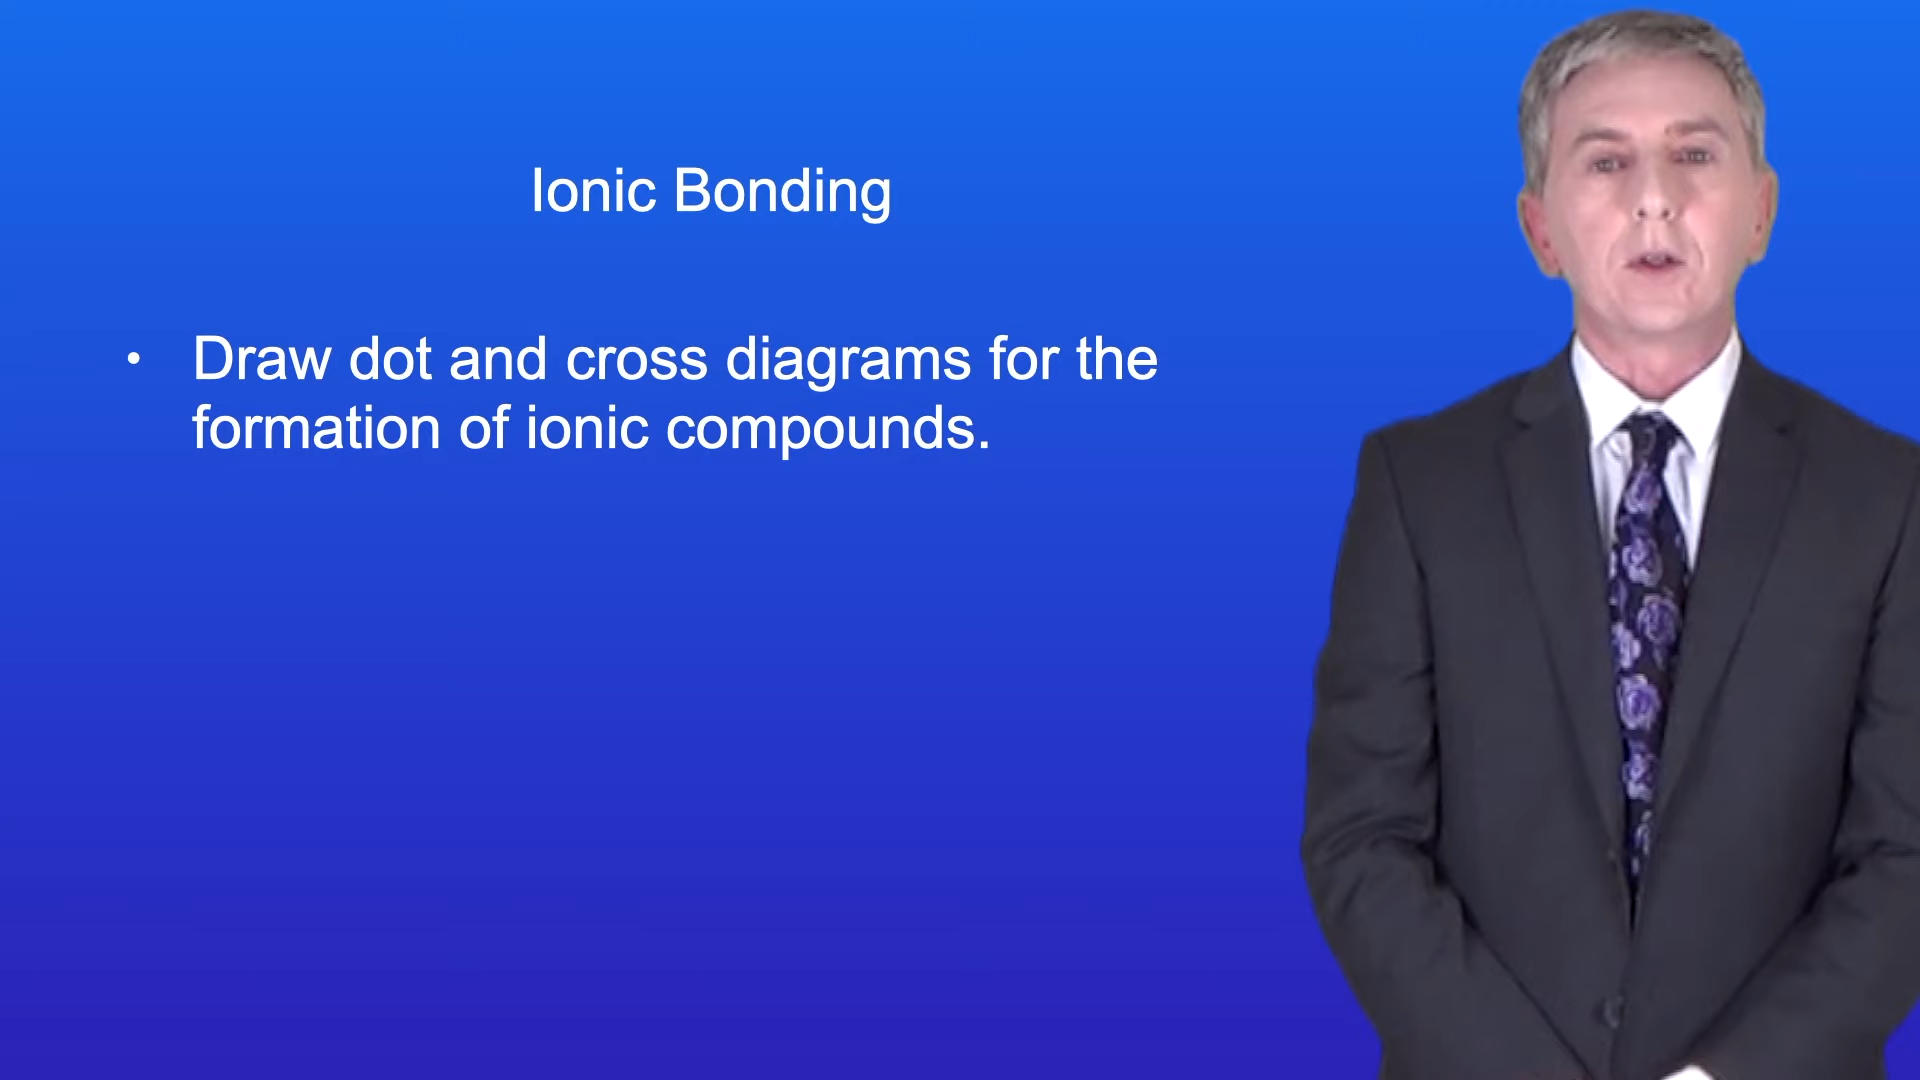 Ionic Bonding
• Draw dot and cross diagrams for the
formation of ionic compounds.